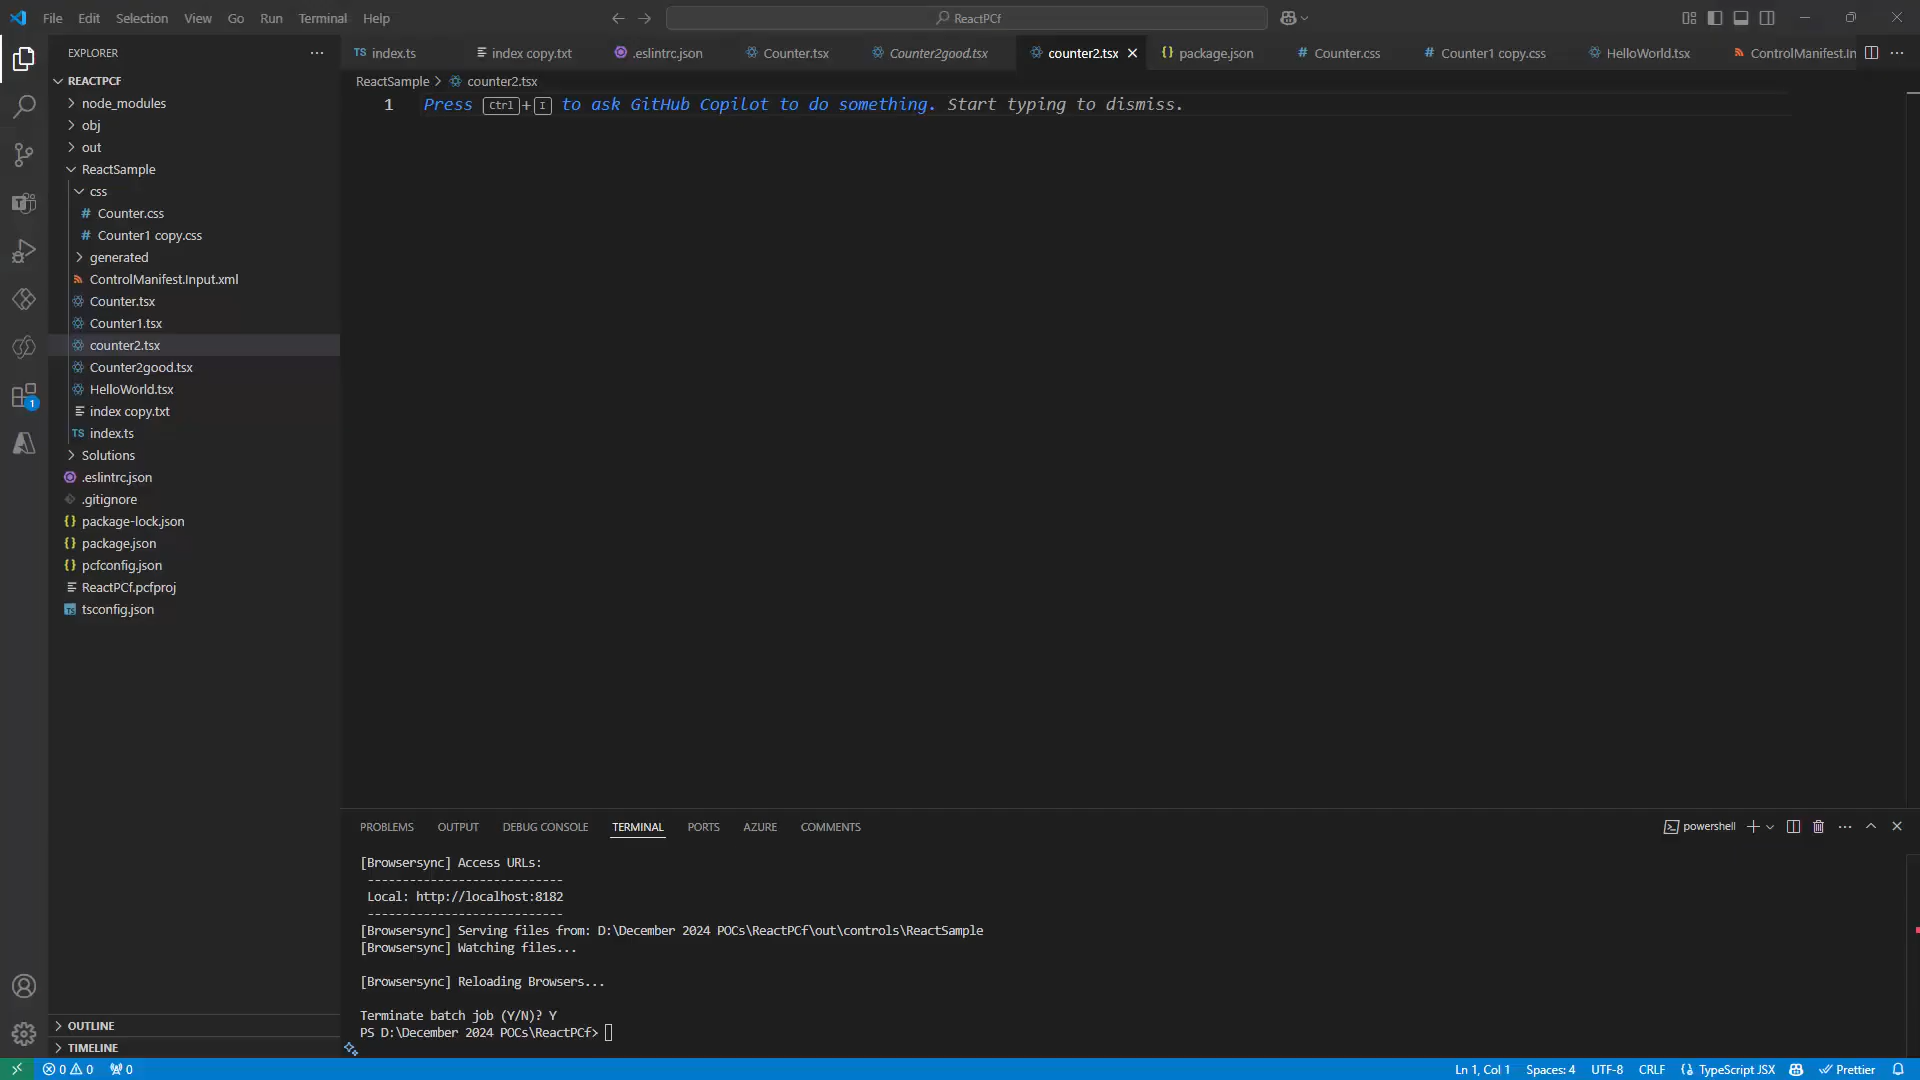 File Edit Selection View Go Run Terminal Help
ReactPCf
EXPLORER
REACTPCF
node_modules
obj
out
ReactSample
css
# Counter.css
# Counter1 copy.css
generated
ControlManifest.Input.xml
Counter.tsx
Counter1.tsx
counter2.tsx
Counter2good.tsx
HelloWorld.tsx
index copy.txt
TS index.ts
Solutions
.eslintrc.json
.gitignore
{} package-lock.json
{} package.json
{} pcfconfig.json
ReactPCf.pcfproj
TS tsconfig.json
OUTLINE
TIMELINE
1
TS index.ts index copy.txt .eslintrc.json Counter.tsx Counter2good.tsx counter2.tsx {} package.json # Counter.css # Counter1 copy.css HelloWorld.tsx ControlManifest.In
ReactSample > counter2.tsx
1 Press Ctrl+I to ask GitHub Copilot to do something. Start typing to dismiss.
PROBLEMS OUTPUT DEBUG CONSOLE TERMINAL PORTS AZURE COMMENTS
powershell
[Browsersync] Access URLs:
----------------------------
Local: http://localhost:8182
----------------------------
[Browsersync] Serving files from: D:\December 2024 POCs\ReactPCf\out\controls\ReactSample
[Browsersync] Watching files...
[Browsersync] Reloading Browsers...
Terminate batch job (Y/N)? Y
PS D:\December 2024 POCs\ReactPCf>
0 0 0
Ln 1, Col 1 Spaces: 4 UTF-8 CRLF {} TypeScript JSX Prettier